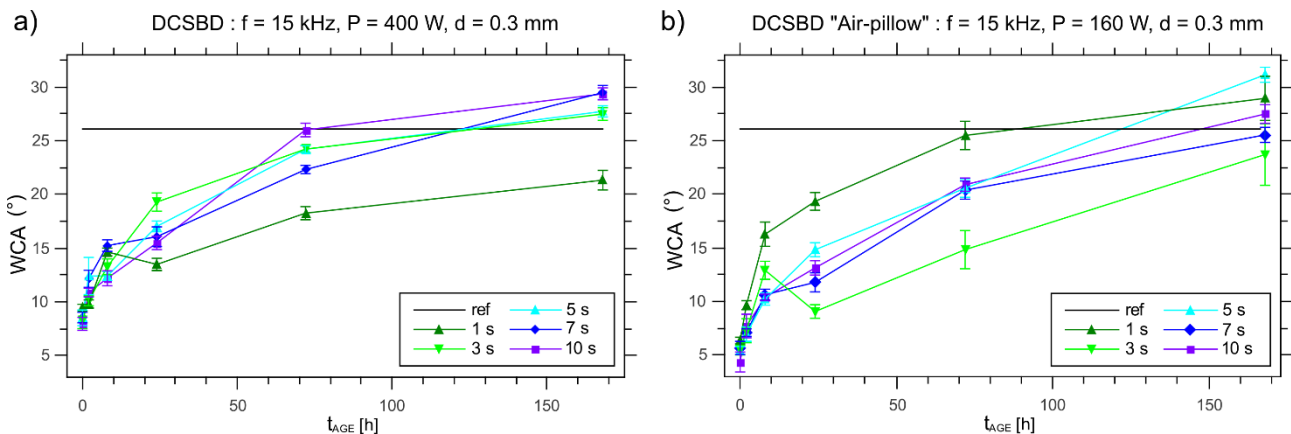 a) DCSBD : f = 15 kHz, P = 400 W, d = 0.3 mm
WCA (°)
30
25
20
15
10
5
0 50 100 150
tAGE [h]
ref 5 s
1 s 7 s
3 s 10 s
b) DCSBD "Air-pillow" : f = 15 kHz, P = 160 W, d = 0.3 mm
WCA (°)
30
25
20
15
10
5
0 50 100 150
tAGE [h]
ref 5 s
1 s 7 s
3 s 10 s